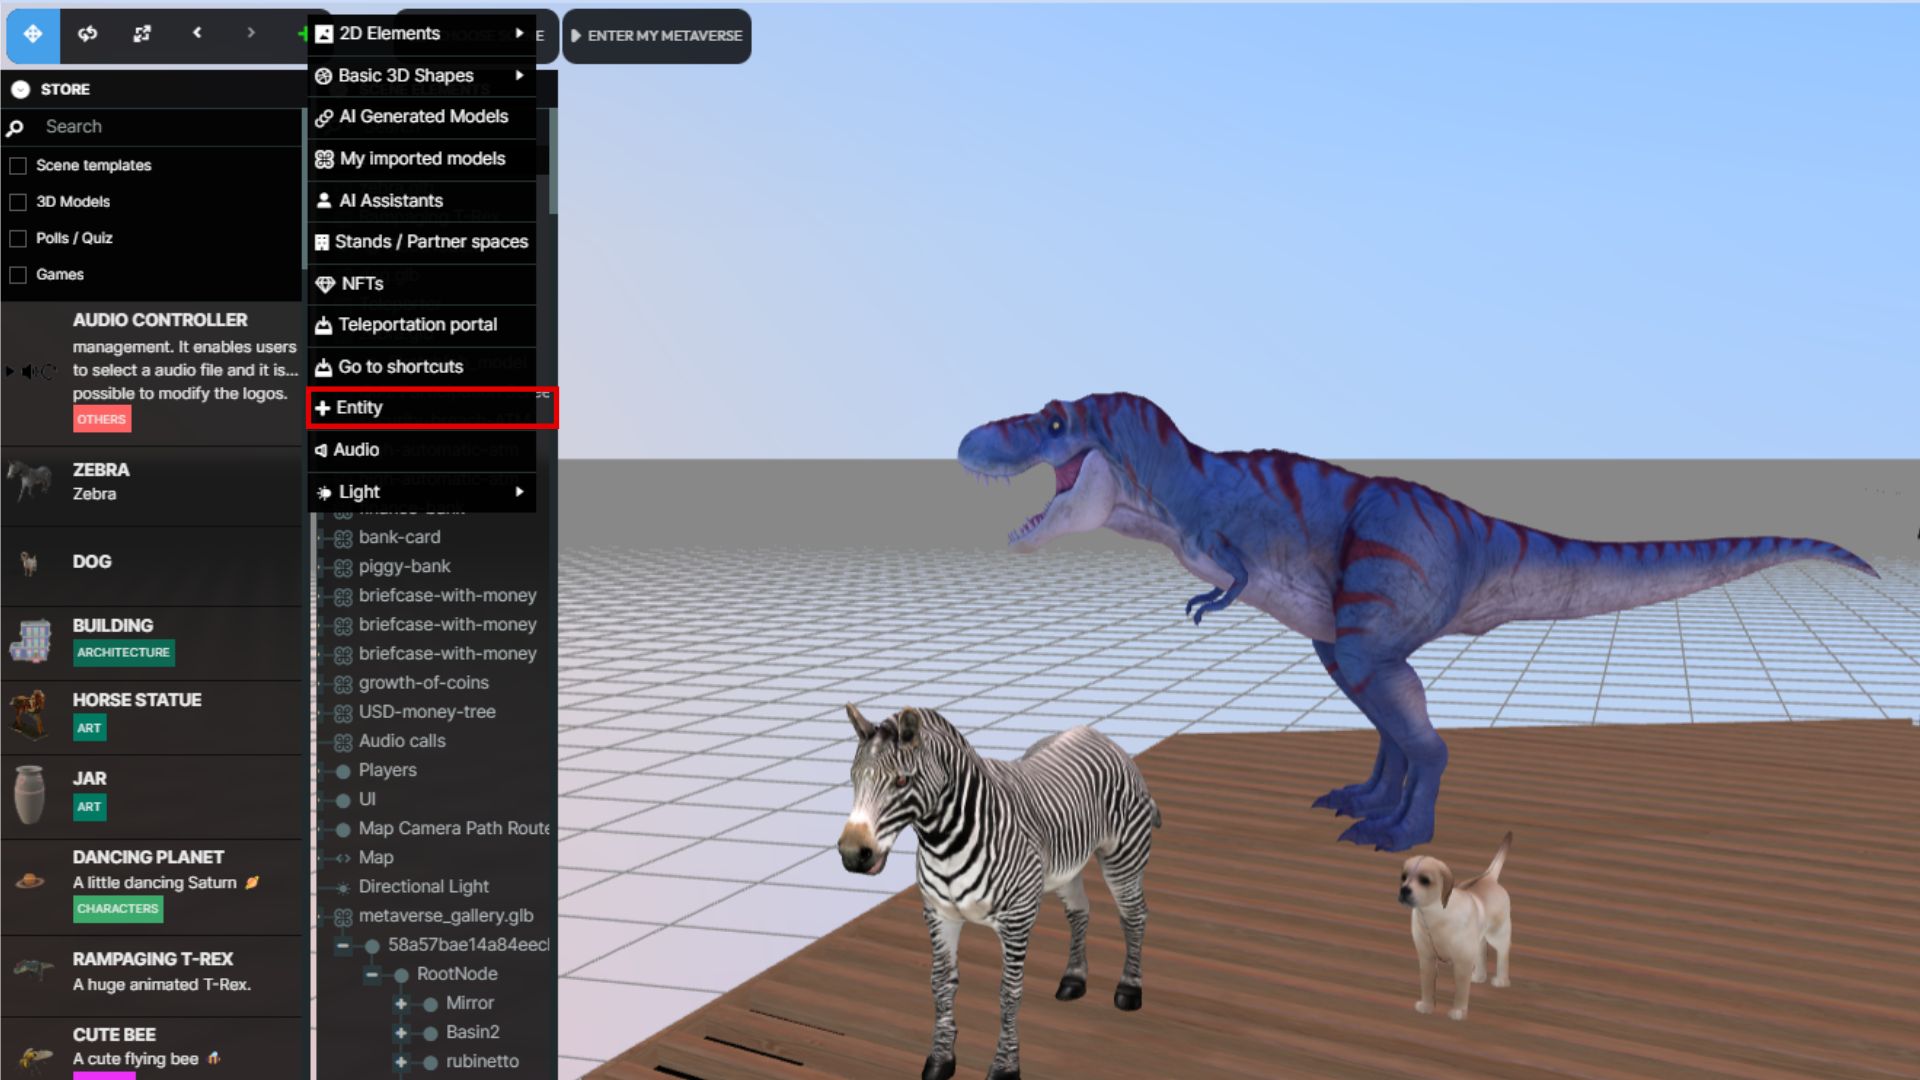 ENTER MY METAVERSE
STORE
Search
Scene templates
3D Models
Polls / Quiz
Games
AUDIO CONTROLLER
management. It enables users
to select a audio file and it is...
possible to modify the logos.
OTHERS
ZEBRA
Zebra
DOG
BUILDING
ARCHITECTURE
HORSE STATUE
ART
JAR
ART
DANCING PLANET
A little dancing Saturn
CHARACTERS
RAMPAGING T-REX
A huge animated T-Rex.
CUTE BEE
A cute flying bee
2D Elements
Basic 3D Shapes
SCENE ELEMENTS
AI Generated Models
My imported models
AI Assistants
Rampaging T-Rex
Stands / Partner spaces
NFTs
Teleportation portal
Go to shortcuts
Entity
Audio
Light
finance-bank
bank-card
piggy-bank
briefcase-with-money
briefcase-with-money
briefcase-with-money
growth-of-coins
USD-money-tree
Audio calls
Players
UI
Map Camera Path Route
Map
Directional Light
metaverse_gallery.glb
58a57bae14a84eecl
RootNode
Mirror
Basin2
rubinetto